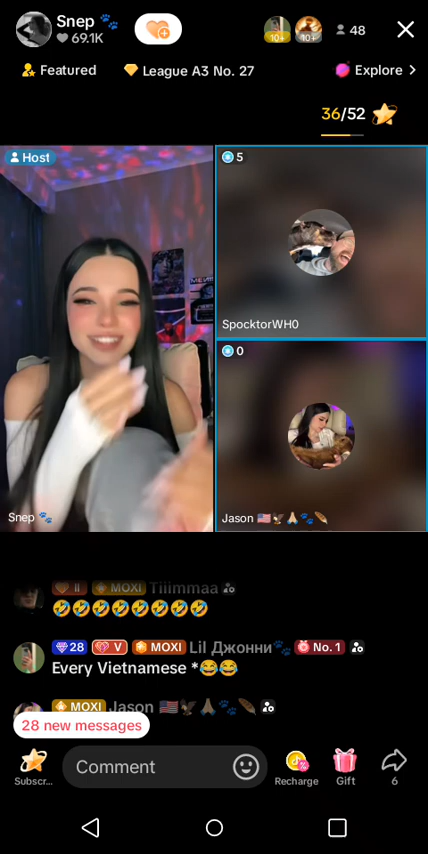 Snep 🐾
69.1K
10+
10+
48
Featured
League A3 No. 27
Explore >
36/52
Host
5
SpocktorWH0
0
Snep 🐾
Jason 🇺🇸🦅🙏🏼🐾🪶
II MOXI Tiiimmaa
🤣🤣🤣🤣🤣🤣🤣🤣
28 V MOXI Lil Джонни🐾 No. 1
Every Vietnamese *😂😂
MOXI Jason 🇺🇸🦅🙏🏼🐾🪶
28 new messages
Subscr...
Comment
Recharge
Gift
6